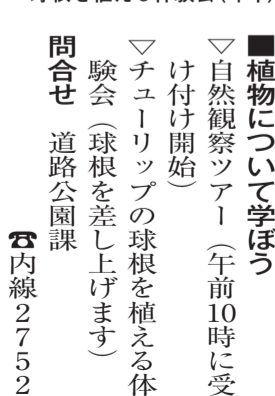 ■植物について学ぼう
▽自然観察ツアー（午前10時に受
け付け開始）
▽チューリップの球根を植える体
験会（球根を差し上げます）
問合せ　道路公園課
☎内線2752